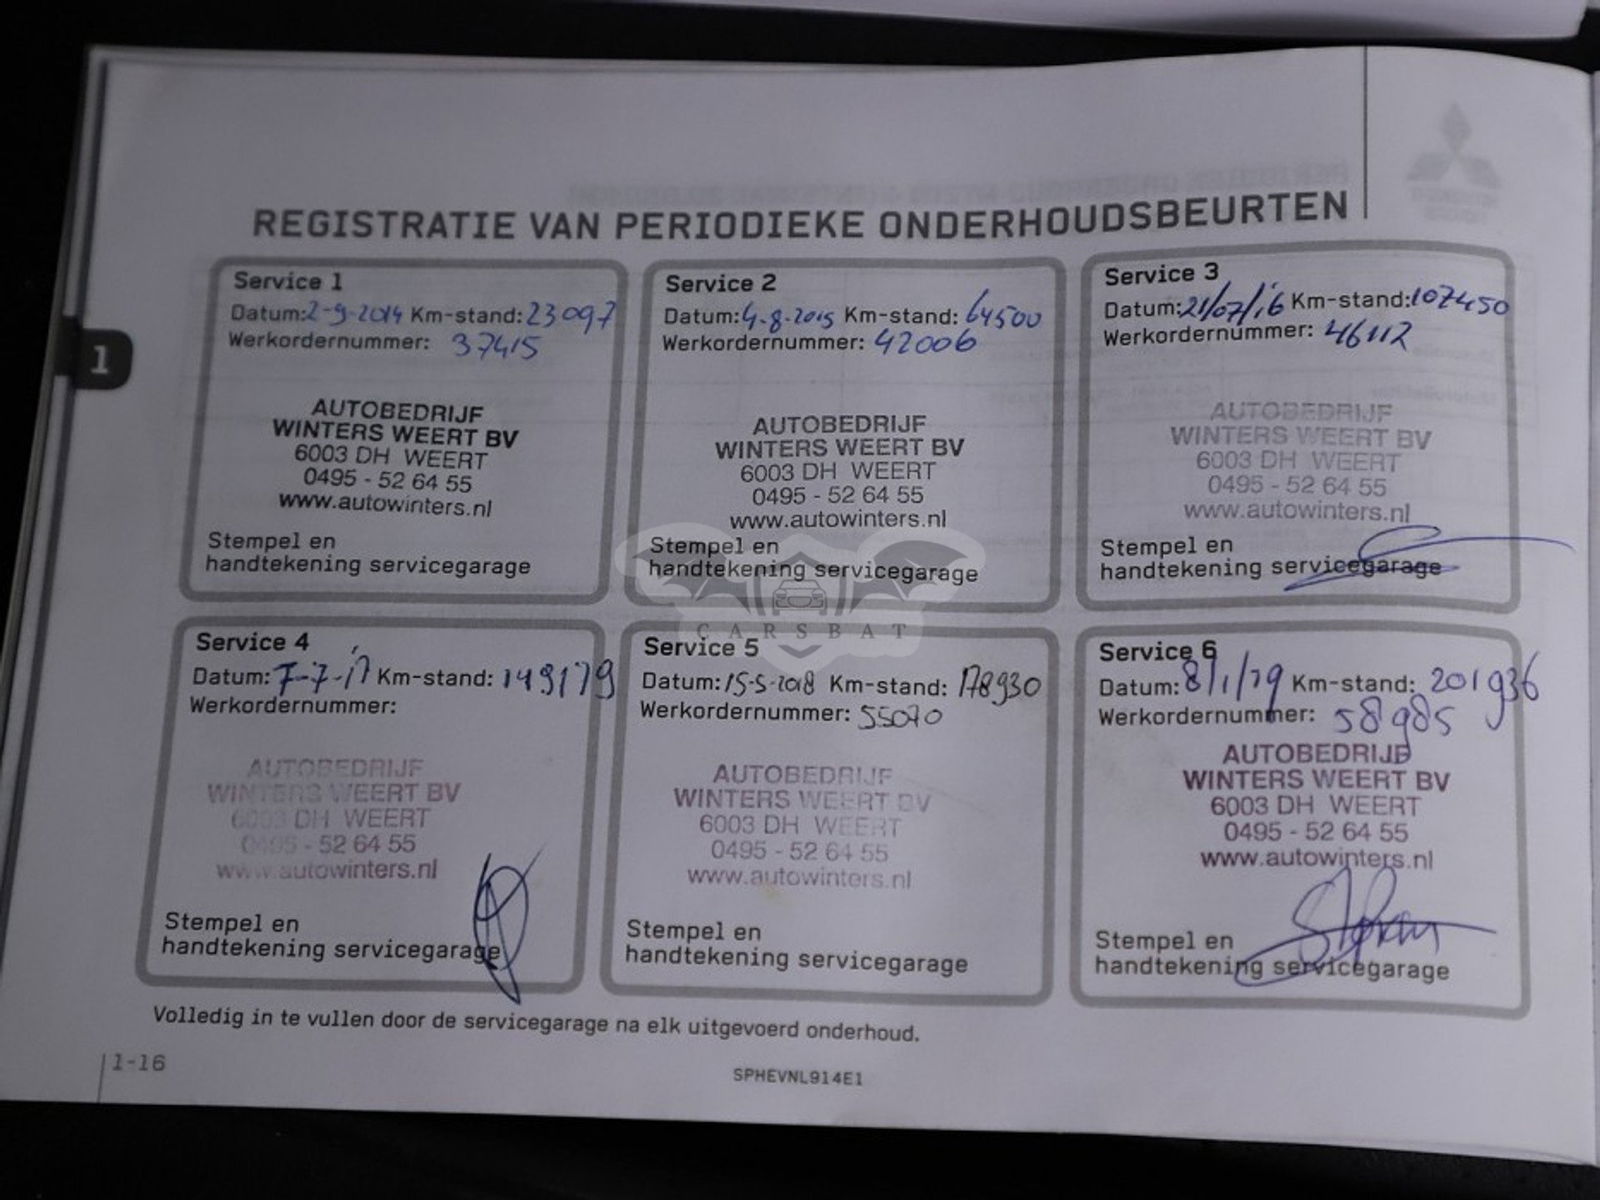 REGISTRATIE VAN PERIODIEKE ONDERHOUDSBEURTEN
1
Service 1
Datum: 2-9-2014 Km-stand: 23097
Werkordernummer: 37415
AUTOBEDRIJF
WINTERS WEERT BV
6003 DH WEERT
0495 - 52 64 55
www.autowinters.nl
Stempel en
handtekening servicegarage
Service 2
Datum: 4-8-2015 Km-stand: 64500
Werkordernummer: 42006
AUTOBEDRIJF
WINTERS WEERT BV
6003 DH WEERT
0495 - 52 64 55
www.autowinters.nl
Stempel en
handtekening servicegarage
Service 3
Datum: 21/07/16 Km-stand: 107450
Werkordernummer: 46112
AUTOBEDRIJF
WINTERS WEERT BV
6003 DH WEERT
0495 - 52 64 55
www.autowinters.nl
Stempel en
handtekening servicegarage
Service 4
Datum: 7-7-17 Km-stand: 149179
Werkordernummer:
AUTOBEDRIJF
WINTERS WEERT BV
6003 DH WEERT
0495 - 52 64 55
www.autowinters.nl
Stempel en
handtekening servicegarage
Service 5
Datum: 15-5-2018 Km-stand: 178930
Werkordernummer: 55070
AUTOBEDRIJF
WINTERS WEERT BV
6003 DH WEERT
0495 - 52 64 55
www.autowinters.nl
Stempel en
handtekening servicegarage
Service 6
Datum: 8/1/19 Km-stand: 201936
Werkordernummer: 58985
AUTOBEDRIJF
WINTERS WEERT BV
6003 DH WEERT
0495 - 52 64 55
www.autowinters.nl
Stempel en
handtekening servicegarage
CARSBAT
Volledig in te vullen door de servicegarage na elk uitgevoerd onderhoud.
1-16
SPHEVNL914E1